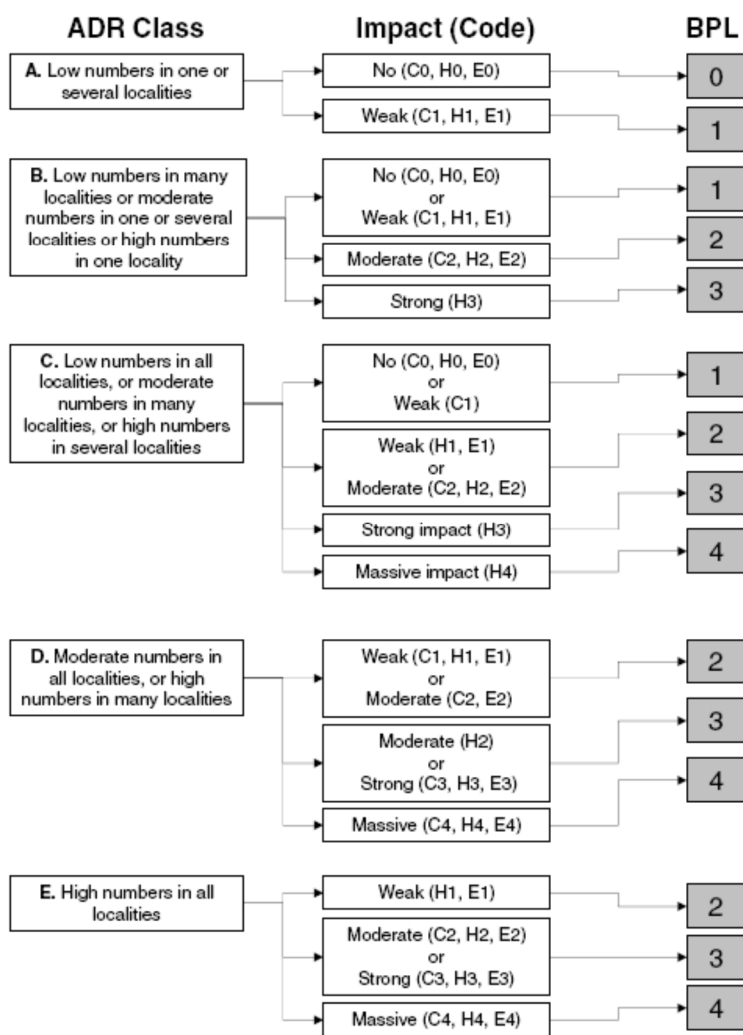 ADR Class
Impact (Code)
BPL
A. Low numbers in one or
several localities
No (C0, H0, E0)
0
Weak (C1, H1, E1)
1
B. Low numbers in many
localities or moderate
numbers in one or several
localities or high numbers
in one locality
No (C0, H0, E0)
or
Weak (C1, H1, E1)
1
Moderate (C2, H2, E2)
2
Strong (H3)
3
C. Low numbers in all
localities, or moderate
numbers in many
localities, or high numbers
in several localities
No (C0, H0, E0)
or
Weak (C1)
1
Weak (H1, E1)
or
Moderate (C2, H2, E2)
2
Strong impact (H3)
3
Massive impact (H4)
4
D. Moderate numbers in
all localities, or high
numbers in many localities
Weak (C1, H1, E1)
or
Moderate (C2, E2)
2
Moderate (H2)
or
Strong (C3, H3, E3)
3
Massive (C4, H4, E4)
4
E. High numbers in all
localities
Weak (H1, E1)
2
Moderate (C2, H2, E2)
or
Strong (C3, H3, E3)
3
Massive (C4, H4, E4)
4